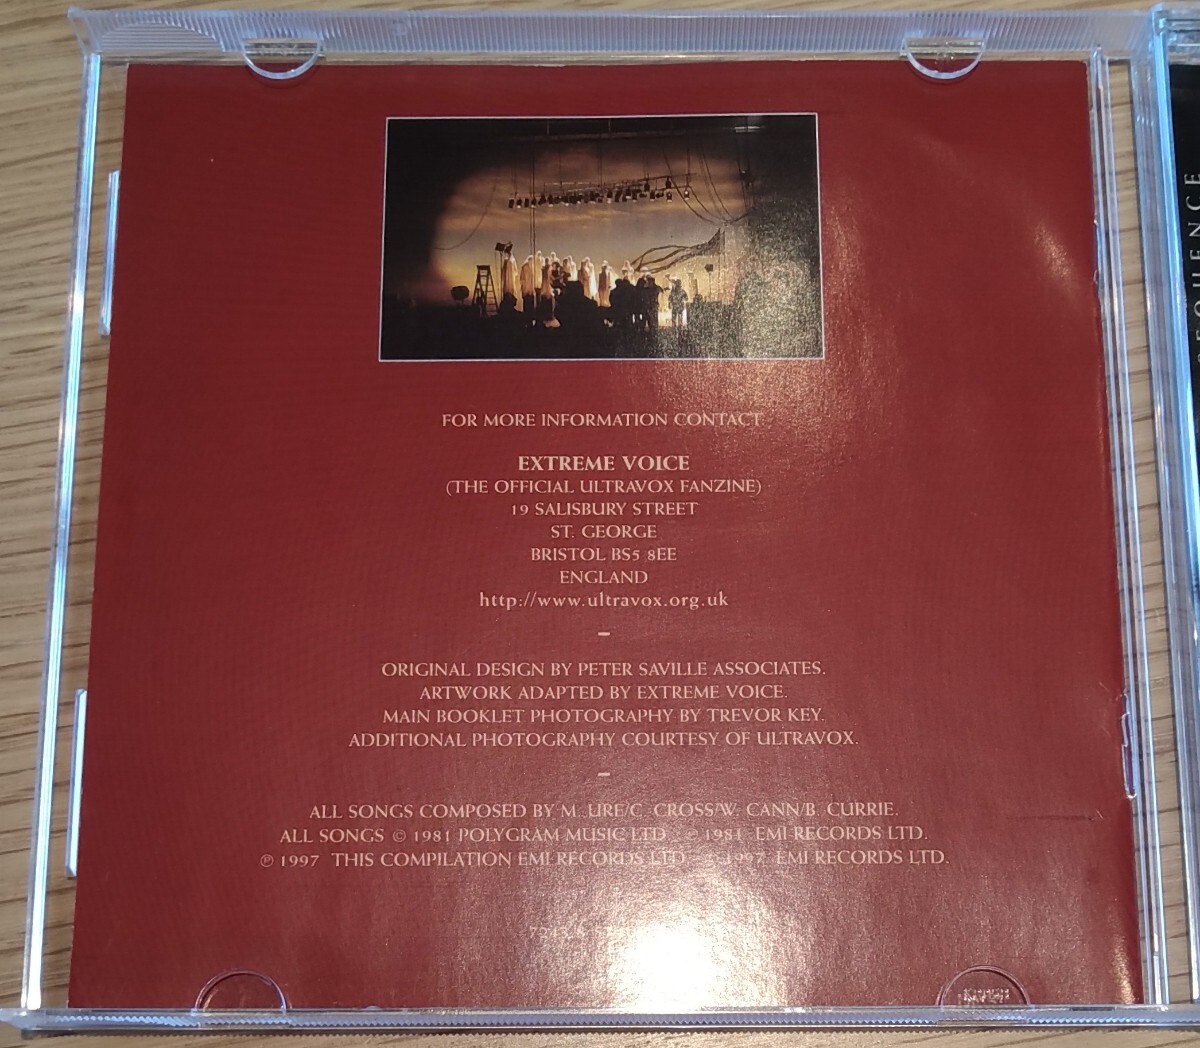 FOR MORE INFORMATION CONTACT
EXTREME VOICE
(THE OFFICIAL ULTRAVOX FANZINE)
19 SALISBURY STREET
ST. GEORGE
BRISTOL BS5 8EE
ENGLAND
http://www.ultravox.org.uk
–
ORIGINAL DESIGN BY PETER SAVILLE ASSOCIATES.
ARTWORK ADAPTED BY EXTREME VOICE.
MAIN BOOKLET PHOTOGRAPHY BY TREVOR KEY.
ADDITIONAL PHOTOGRAPHY COURTESY OF ULTRAVOX.
–
ALL SONGS COMPOSED BY M. URE/C. CROSS/W. CANN/B. CURRIE.
ALL SONGS © 1981 POLYGRAM MUSIC LTD. ℗ 1981 EMI RECORDS LTD.
℗ 1997 THIS COMPILATION EMI RECORDS LTD. 1997 EMI RECORDS LTD.